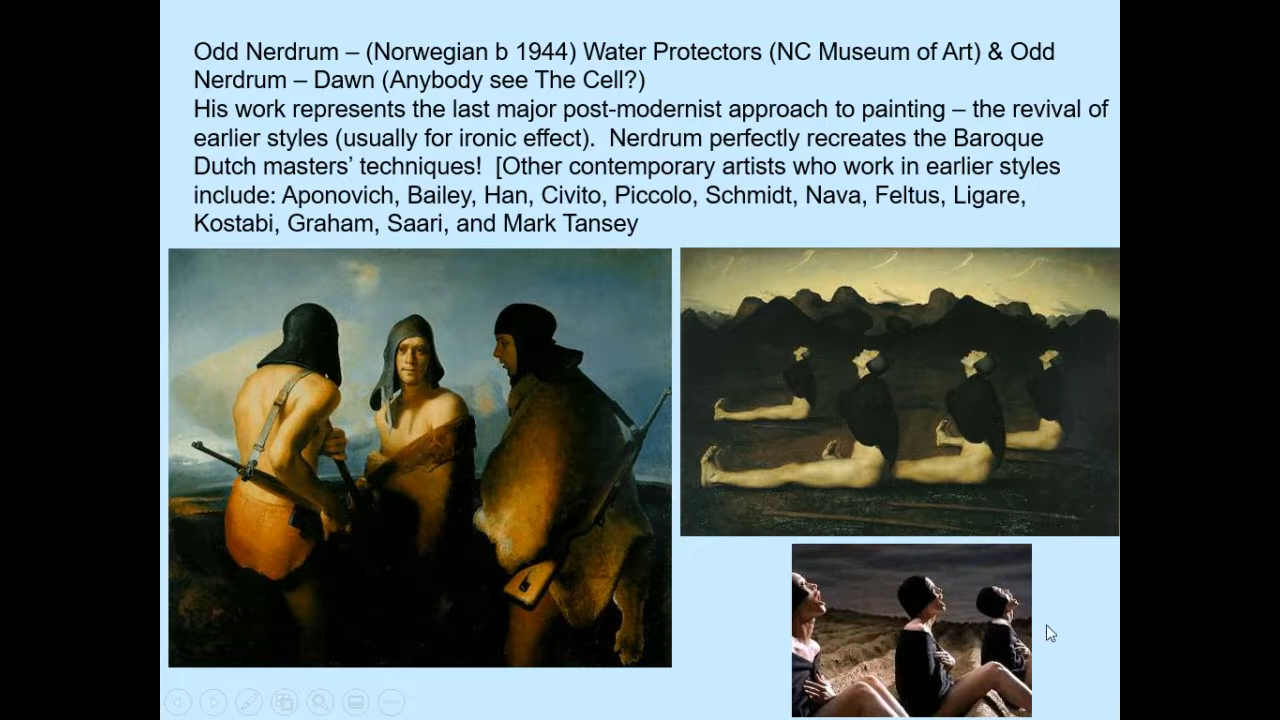 Odd Nerdrum – (Norwegian b 1944) Water Protectors (NC Museum of Art) & Odd
Nerdrum – Dawn (Anybody see The Cell?)
His work represents the last major post-modernist approach to painting – the revival of
earlier styles (usually for ironic effect).  Nerdrum perfectly recreates the Baroque
Dutch masters’ techniques!  [Other contemporary artists who work in earlier styles
include: Aponovich, Bailey, Han, Civito, Piccolo, Schmidt, Nava, Feltus, Ligare,
Kostabi, Graham, Saari, and Mark Tansey